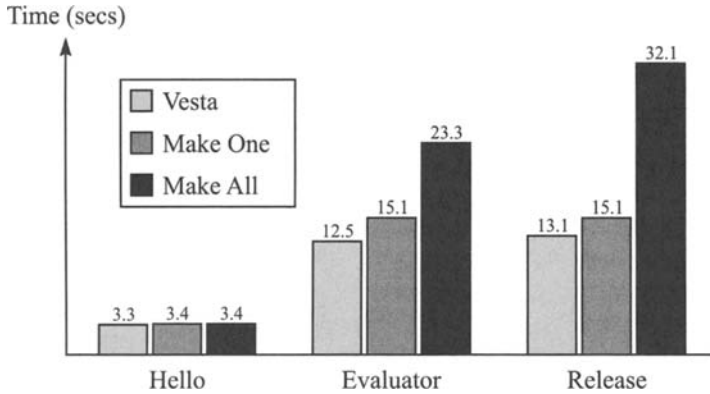 Time (secs)
Vesta
Make One
Make All
3.3
3.4
3.4
12.5
15.1
23.3
13.1
15.1
32.1
Hello
Evaluator
Release